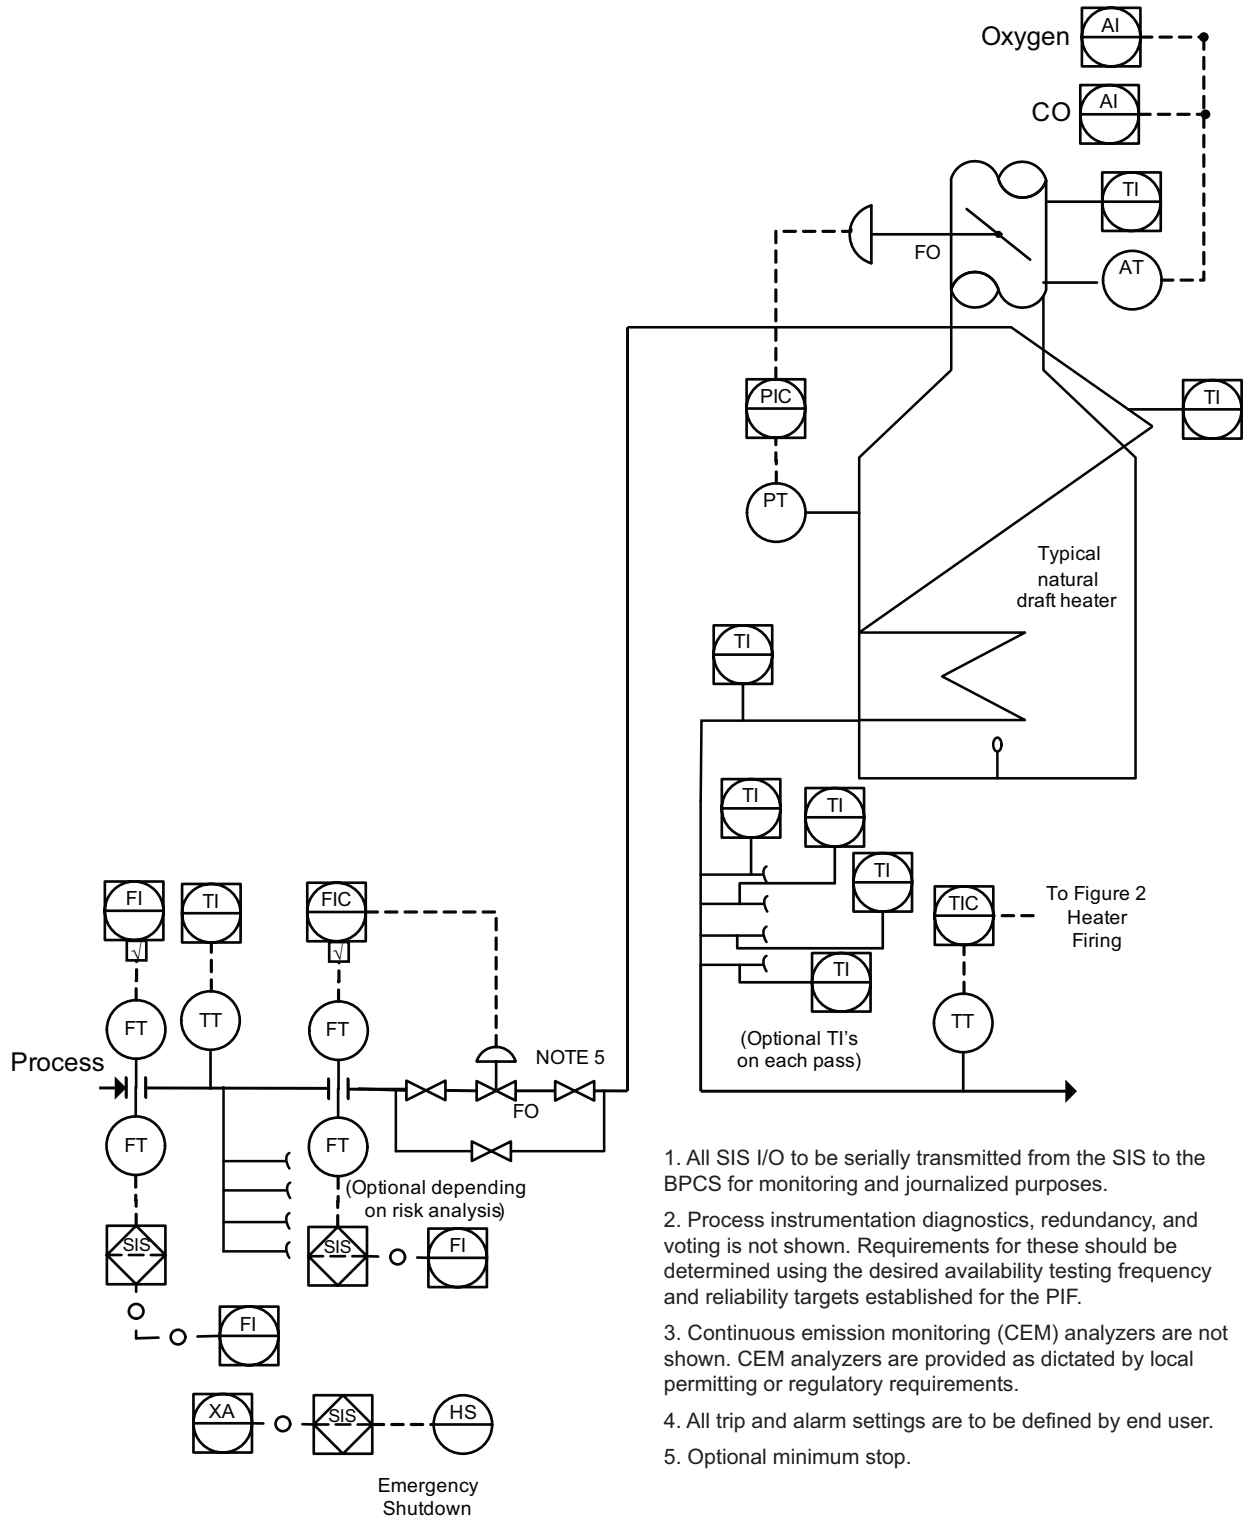 Oxygen
AI
CO
AI
TI
FO
AT
PIC
TI
PT
Typical
natural
draft heater
TI
TI
TI
TI
TI
(Optional TI's
on each pass)
TIC
To Figure 2
Heater
Firing
TT
FI
√
TI
FIC
√
FT
TT
FT
Process
NOTE 5
FO
FT
FT
(Optional depending
on risk analysis)
SIS
SIS
FI
FI
XA
SIS
HS
Emergency
Shutdown
1. All SIS I/O to be serially transmitted from the SIS to the
BPCS for monitoring and journalized purposes.
2. Process instrumentation diagnostics, redundancy, and
voting is not shown. Requirements for these should be
determined using the desired availability testing frequency
and reliability targets established for the PIF.
3. Continuous emission monitoring (CEM) analyzers are not
shown. CEM analyzers are provided as dictated by local
permitting or regulatory requirements.
4. All trip and alarm settings are to be defined by end user.
5. Optional minimum stop.